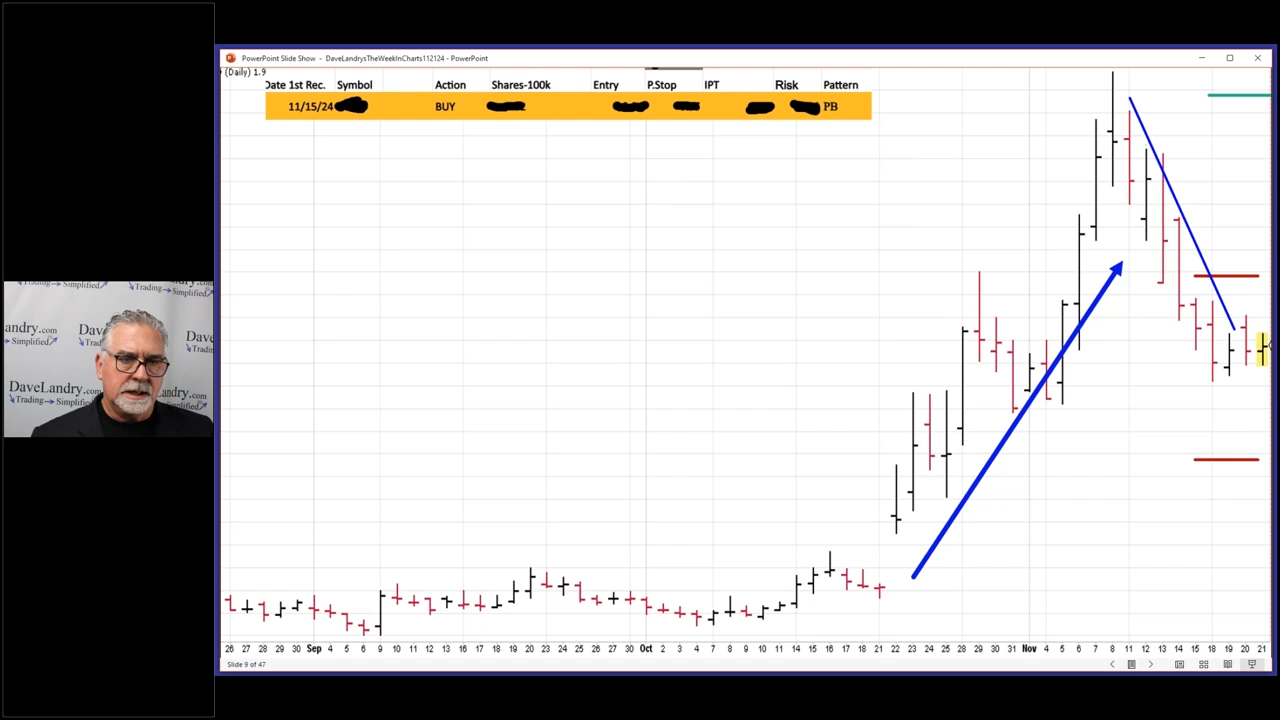 PowerPoint Slide Show - DaveLandrysTheWeekInCharts112124 - PowerPoint
(Daily) 1.9
Date 1st Rec. Symbol Action Shares-100k Entry P.Stop IPT Risk Pattern
11/15/24 BUY PB
Trading Simplified
DaveLandry.com
Trading Simplified
26 27 28 29 30 Sep 4 5 6 9 10 11 12 13 16 17 18 19 20 23 24 25 26 27 30 Oct 2 3 4 7 8 9 10 11 14 15 16 17 18 21 22 23 24 25 28 29 30 31 Nov 4 5 6 7 8 11 12 13 14 15 18 19 20 21
Slide 9 of 47